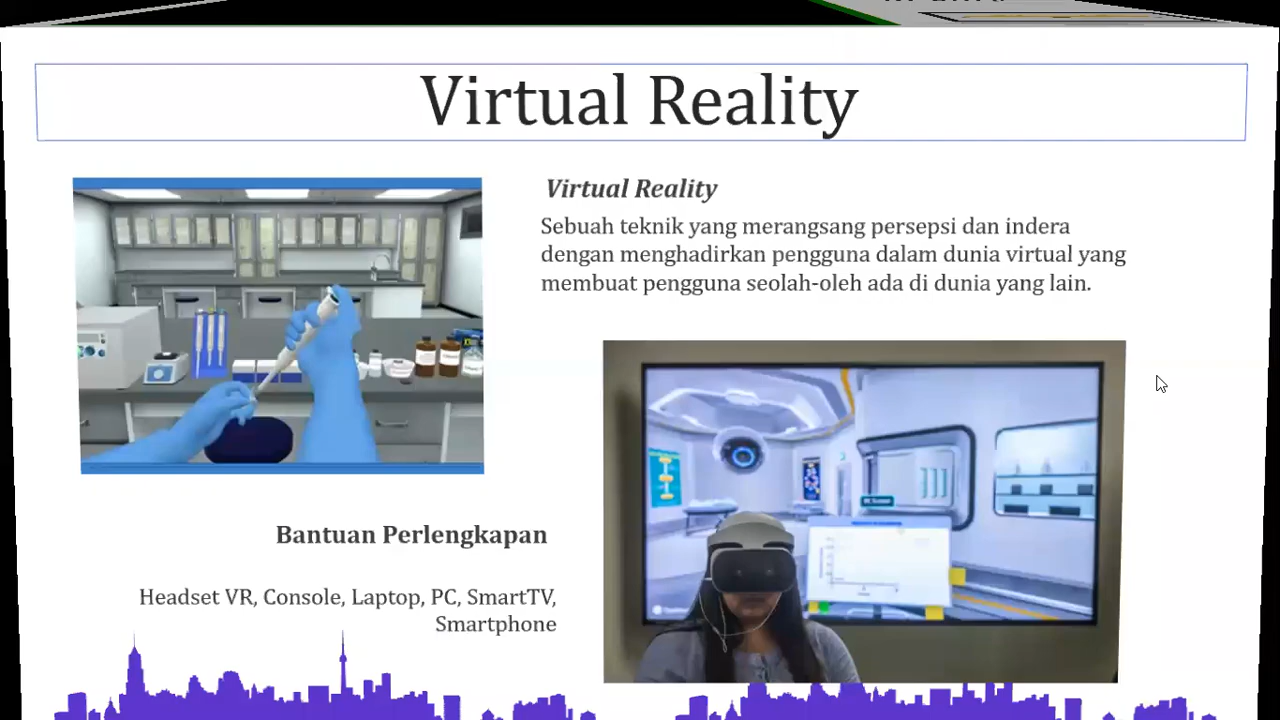 Virtual Reality
Virtual Reality
Sebuah teknik yang merangsang persepsi dan indera
dengan menghadirkan pengguna dalam dunia virtual yang
membuat pengguna seolah-oleh ada di dunia yang lain.
Bantuan Perlengkapan
Headset VR, Console, Laptop, PC, SmartTV,
Smartphone